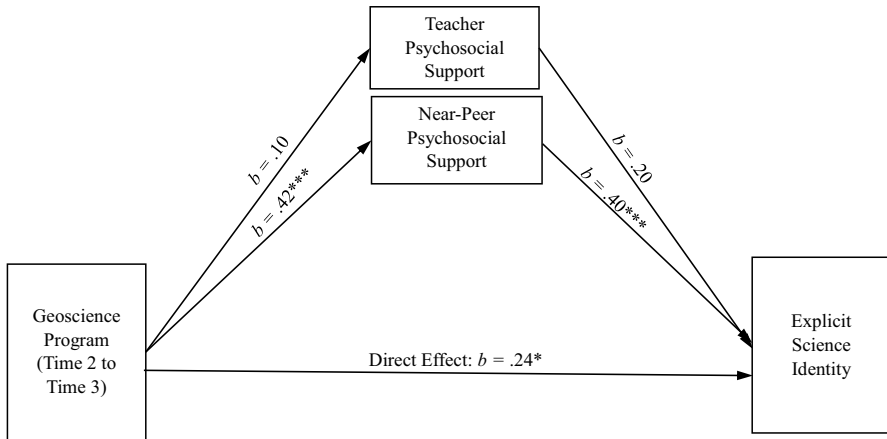 Teacher
Psychosocial
Support
Near-Peer
Psychosocial
Support
b = .10
b = .42***
b = .20
b = .40***
Geoscience
Program
(Time 2 to
Time 3)
Direct Effect: b = .24*
Explicit
Science
Identity